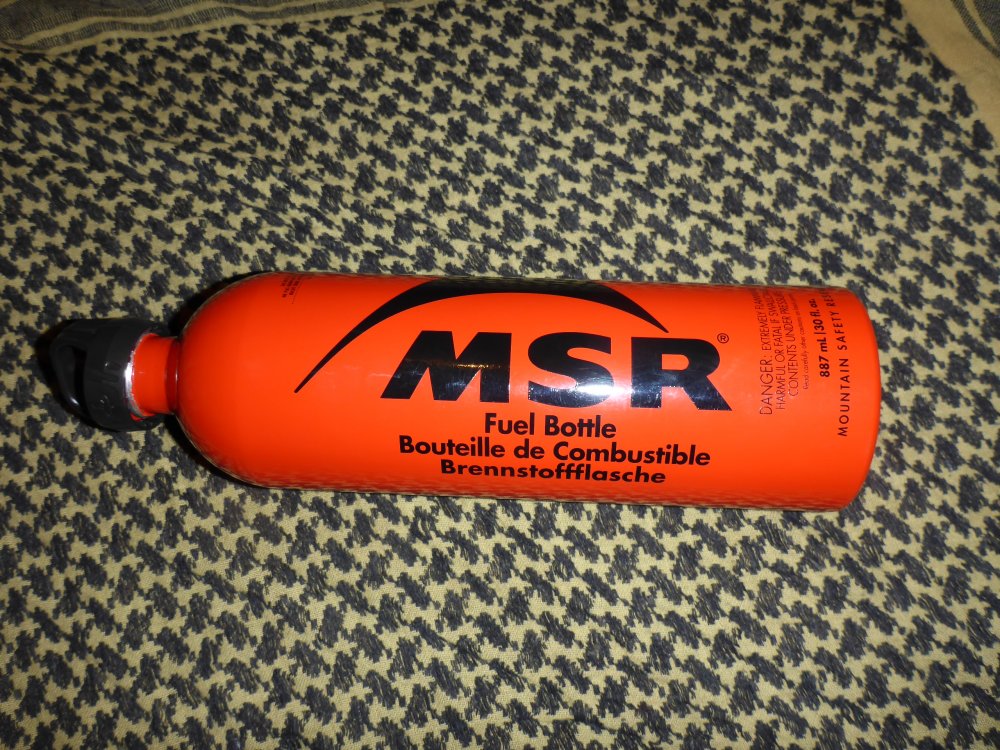 MSR®
Fuel Bottle
Bouteille de Combustible
Brennstoffflasche
DANGER: EXTREMELY
HARMFUL OR FATAL IF
CONTENTS UNDER
887 mL | 30 fl. oz.
MOUNTAIN SAFETY